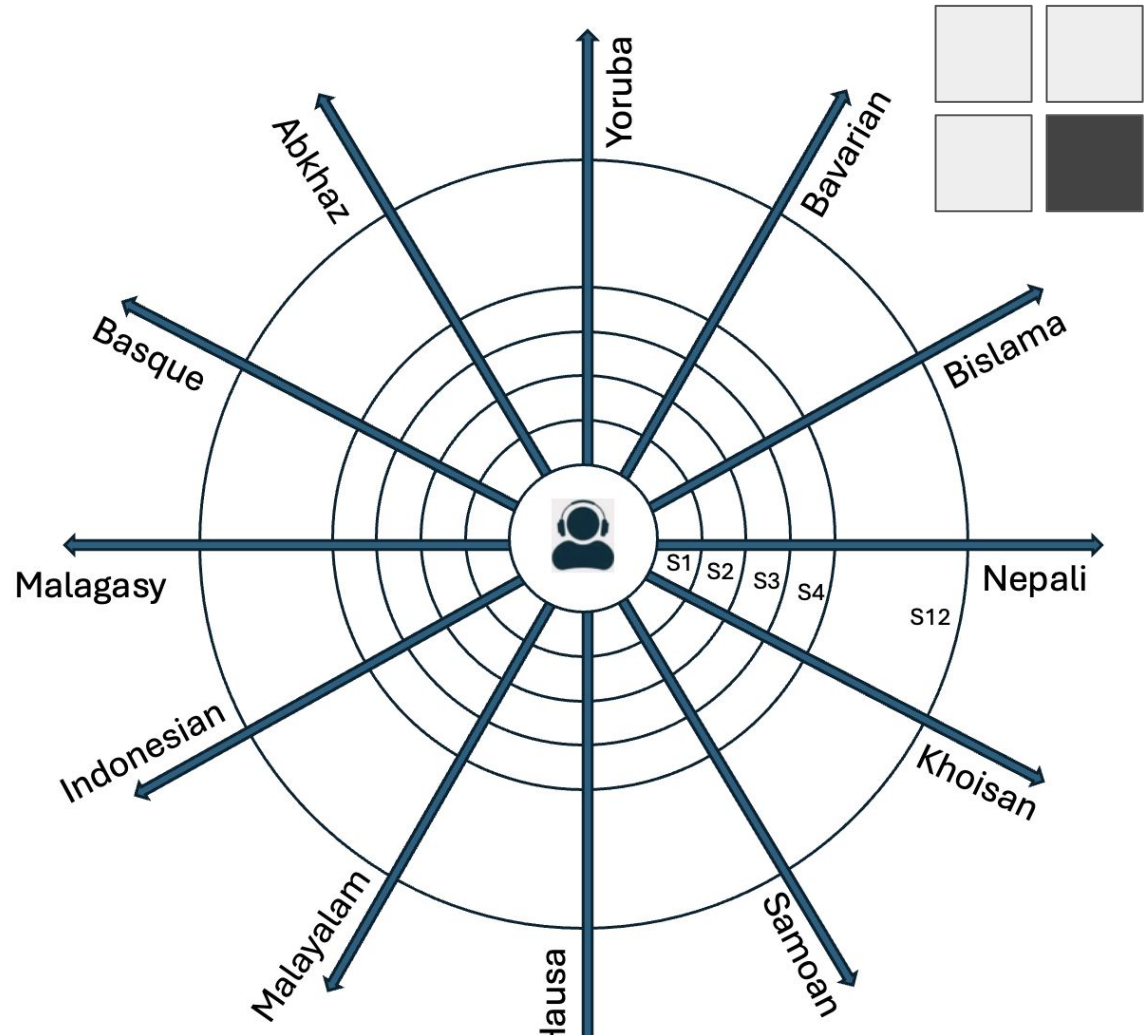 Yoruba
Bavarian
Abkhaz
Bislama
Basque
S1
S2
S3
S4
Nepali
Malagasy
S12
Indonesian
Khoisan
Malayalam
Samoan
Hausa